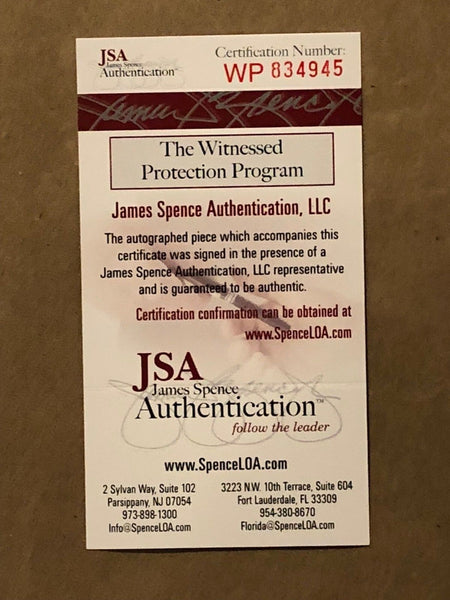 JSA
James Spence
Authentication™
Certification Number:
WP 834945
James Spence
The Witnessed
Protection Program
James Spence Authentication, LLC
The autographed piece which accompanies this
certificate was signed in the presence of a
James Spence Authentication, LLC representative
and is guaranteed to be authentic.
Certification confirmation can be obtained at
www.SpenceLOA.com
JSA
James Spence
Authentication™
follow the leader
www.SpenceLOA.com
2 Sylvan Way, Suite 102
Parsippany, NJ 07054
973-898-1300
Info@SpenceLOA.com
3223 N.W. 10th Terrace, Suite 604
Fort Lauderdale, FL 33309
954-380-8670
Florida@SpenceLOA.com